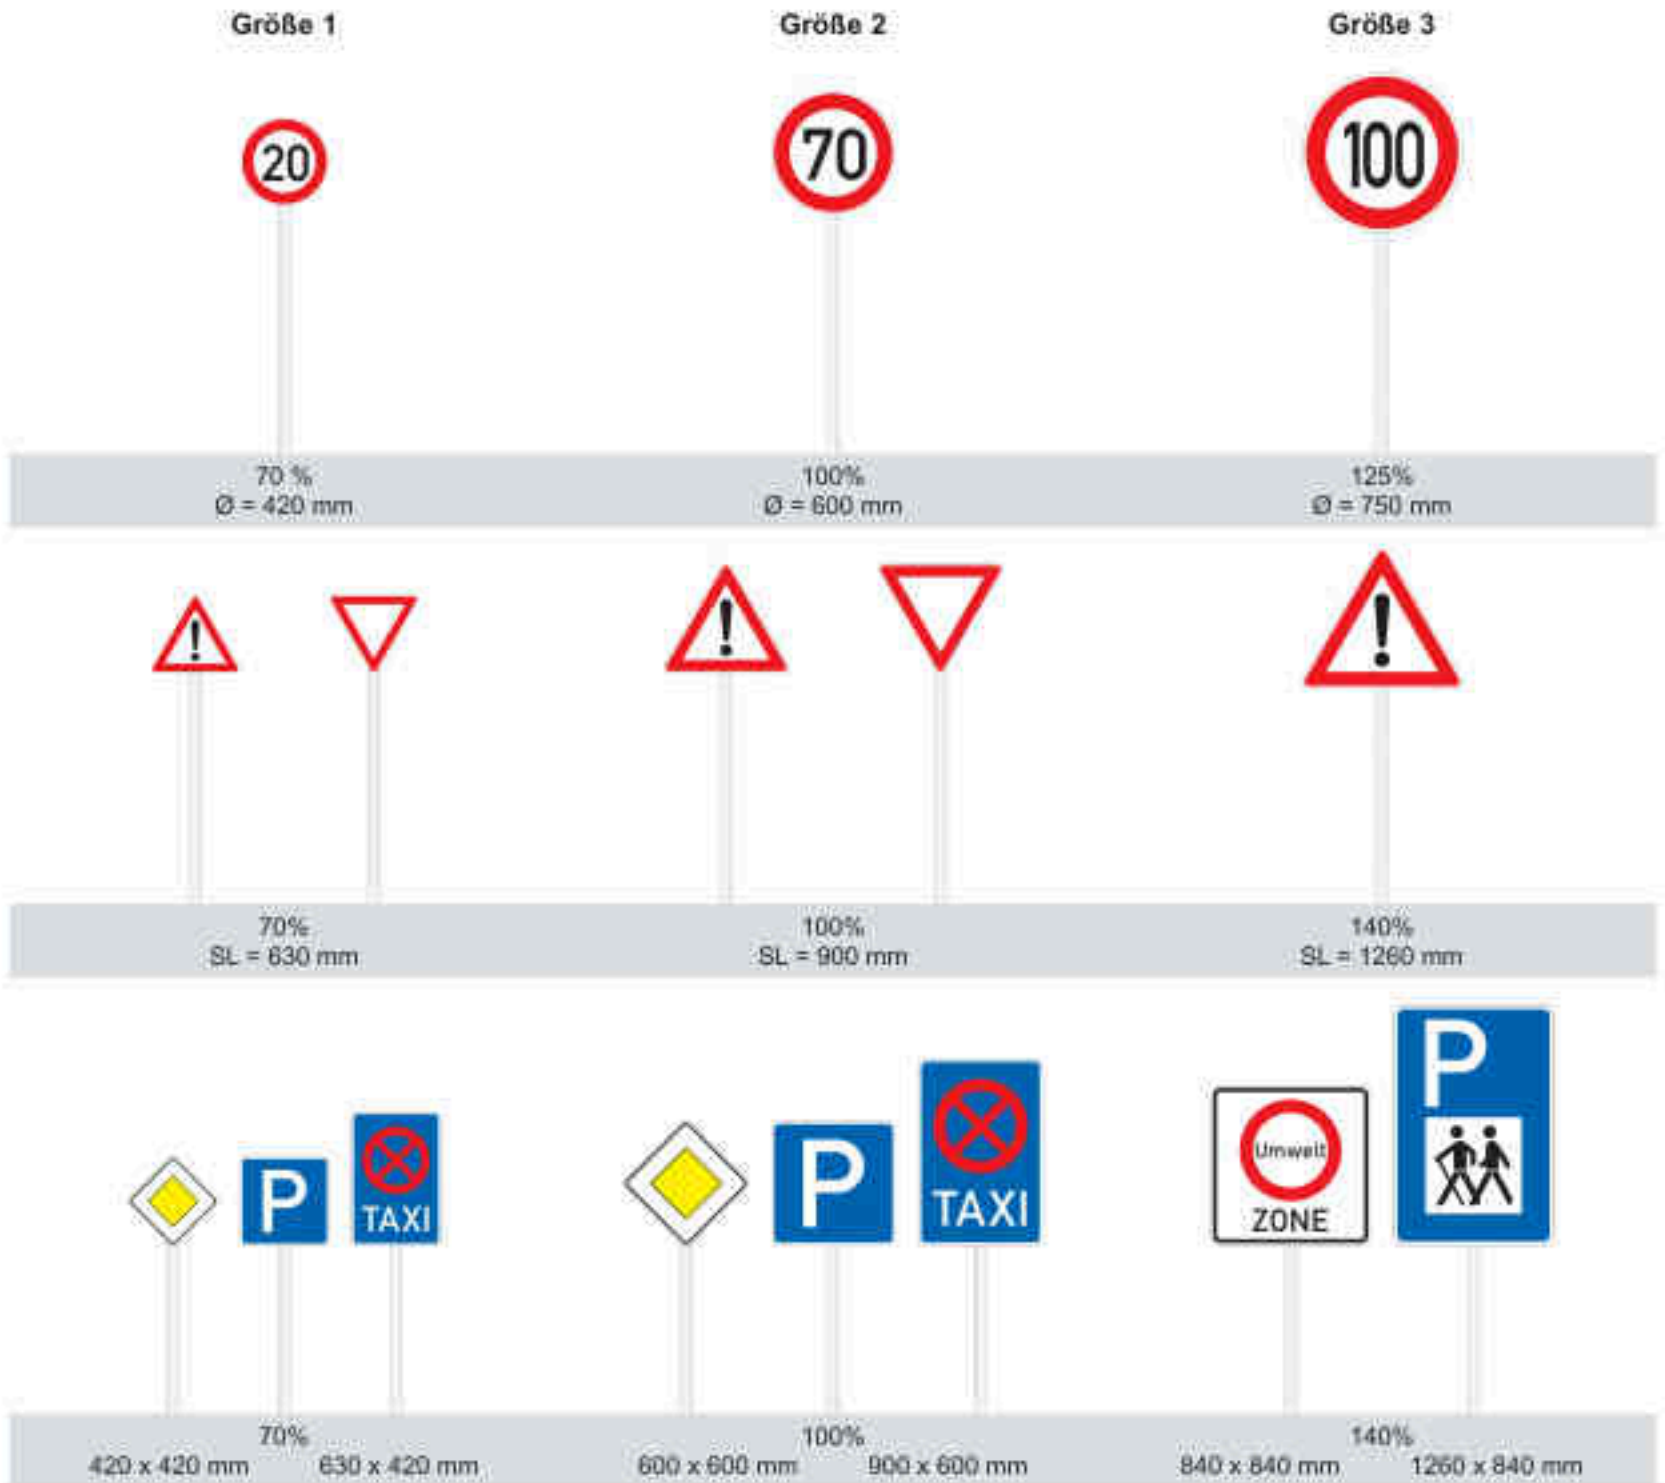 Größe 1
Größe 2
Größe 3
20
70
100
70 %
Ø = 420 mm
100%
Ø = 600 mm
125%
Ø = 750 mm
!
!
!
70%
SL = 630 mm
100%
SL = 900 mm
140%
SL = 1260 mm
P
TAXI
P
TAXI
Umwelt
ZONE
P
70%
420 x 420 mm 630 x 420 mm
100%
600 x 600 mm 900 x 600 mm
140%
840 x 840 mm 1260 x 840 mm